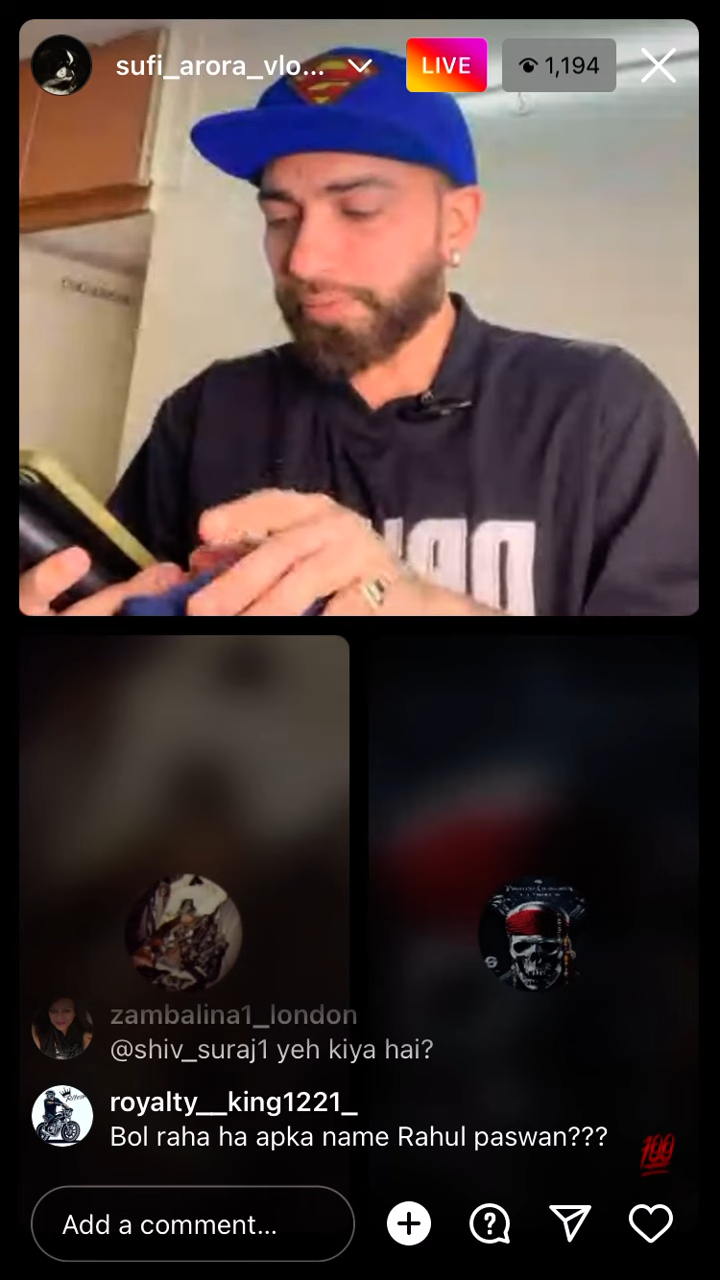 sufi_arora_vlo...
LIVE
1,194
zambalina1_london
@shiv_suraj1 yeh kiya hai?
royalty__king1221_
Bol raha ha apka name Rahul paswan???
💯
Add a comment...